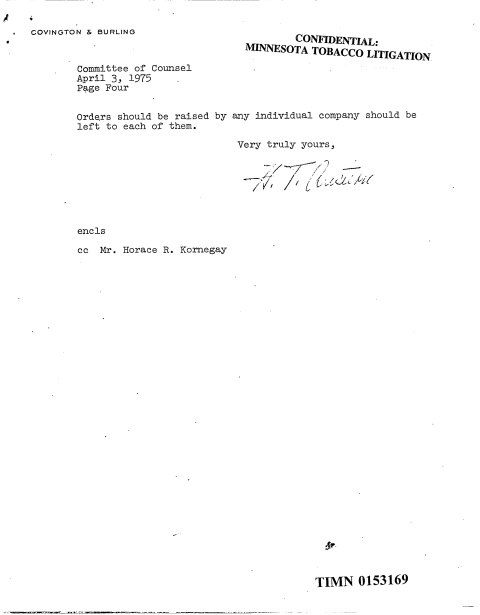 COVINGTON & BURLING
CONFIDENTIAL:
MINNESOTA TOBACCO LITIGATION
Committee of Counsel
April 3, 1975
Page Four
Orders should be raised by any individual company should be
left to each of them.
Very truly yours,
H. T. Austern
encls
cc Mr. Horace R. Kornegay
TIMN 0153169